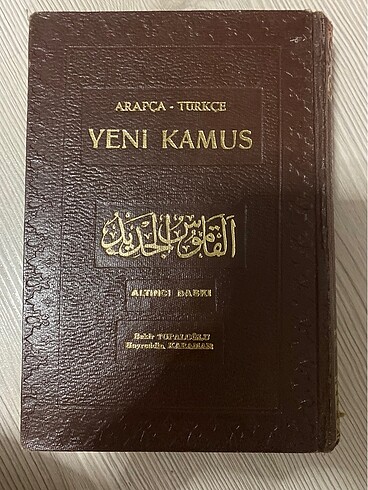 ARAPÇA - TÜRKÇE
YENİ KAMUS
القاموس الجديد
ALTINCI BASKI
Bekir TOPALOĞLU
Hayreddin KARAMAN